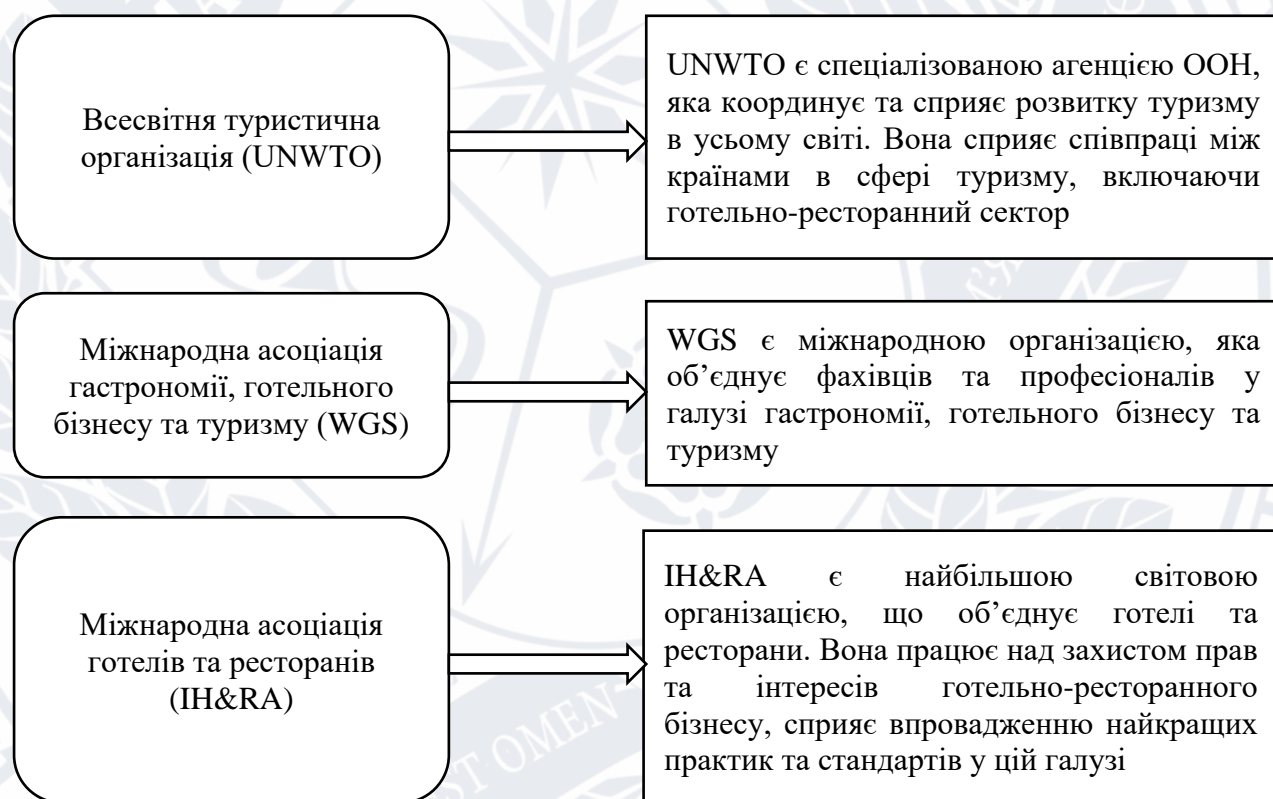 Всесвітня туристична
організація (UNWTO)
UNWTO є спеціалізованою агенцією ООН,
яка координує та сприяє розвитку туризму
в усьому світі. Вона сприяє співпраці між
країнами в сфері туризму, включаючи
готельно-ресторанний сектор
Міжнародна асоціація
гастрономії, готельного
бізнесу та туризму (WGS)
WGS є міжнародною організацією, яка
об’єднує фахівців та професіоналів у
галузі гастрономії, готельного бізнесу та
туризму
Міжнародна асоціація
готелів та ресторанів
(IH&RA)
IH&RA є найбільшою світовою
організацією, що об’єднує готелі та
ресторани. Вона працює над захистом прав
та інтересів готельно-ресторанного
бізнесу, сприяє впровадженню найкращих
практик та стандартів у цій галузі
OMEN